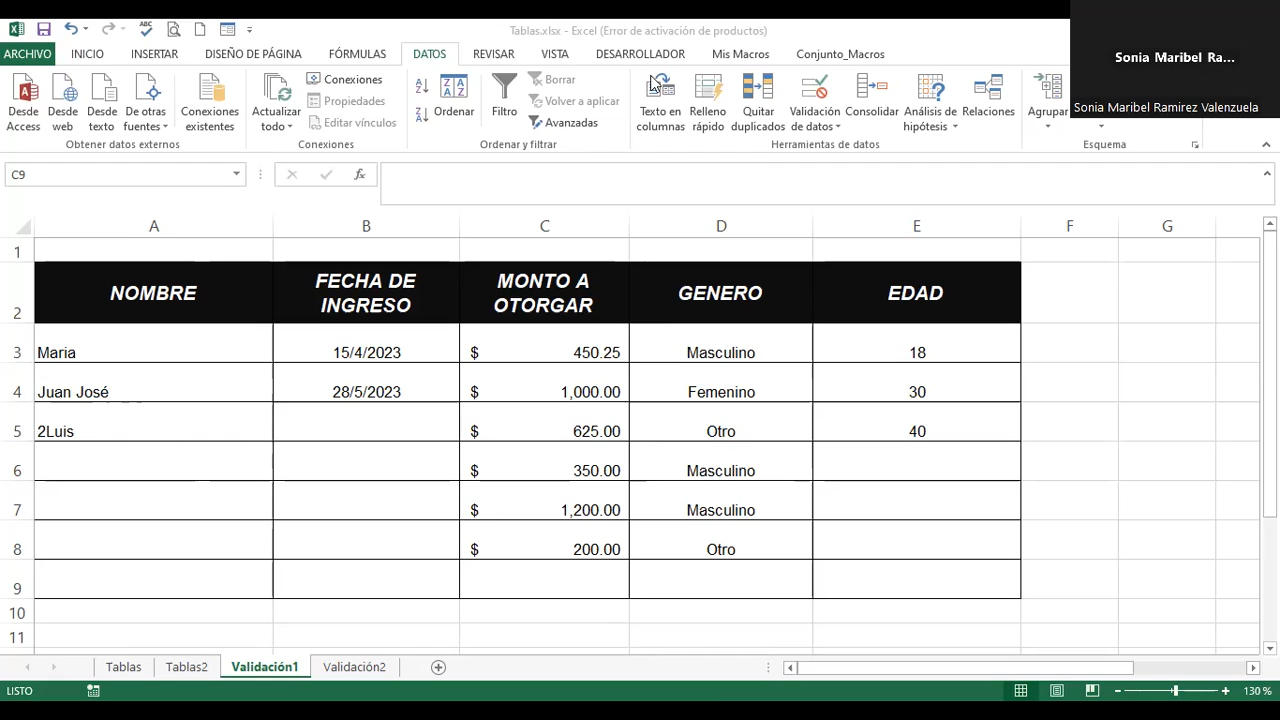 Tablas.xlsx - Excel (Error de activación de productos)
Sonia Maribel Ra...
Sonia Maribel Ramirez Valenzuela
ARCHIVO INICIO INSERTAR DISEÑO DE PÁGINA FÓRMULAS DATOS REVISAR VISTA DESARROLLADOR Mis Macros Conjunto_Macros
Desde Access
Desde web
Desde texto
De otras fuentes
Obtener datos externos
Conexiones existentes
Actualizar todo
Conexiones
Propiedades
Editar vínculos
Conexiones
Ordenar
Filtro
Borrar
Volver a aplicar
Avanzadas
Ordenar y filtrar
Texto en columnas
Relleno rápido
Quitar duplicados
Validación de datos
Consolidar
Análisis de hipótesis
Relaciones
Herramientas de datos
Agrupar
Esquema
C9 fx
A B C D E F G
1
2 NOMBRE FECHA DE INGRESO MONTO A OTORGAR GENERO EDAD
3 Maria 15/4/2023 $ 450.25 Masculino 18
4 Juan José 28/5/2023 $ 1,000.00 Femenino 30
5 2Luis $ 625.00 Otro 40
6 $ 350.00 Masculino
7 $ 1,200.00 Masculino
8 $ 200.00 Otro
9
10
11
Tablas Tablas2 Validación1 Validación2
LISTO 130 %